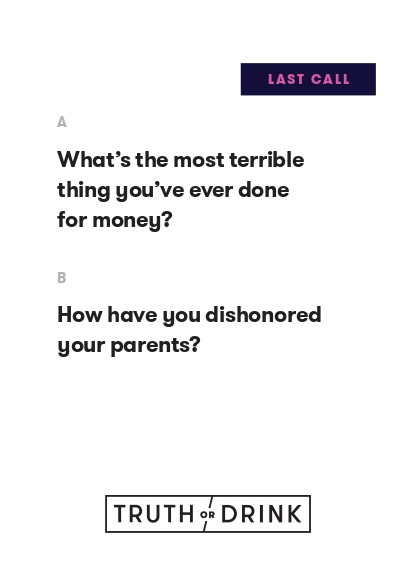 LAST CALL
A
What's the most terrible
thing you've ever done
for money?
B
How have you dishonored
your parents?
TRUTH OR DRINK